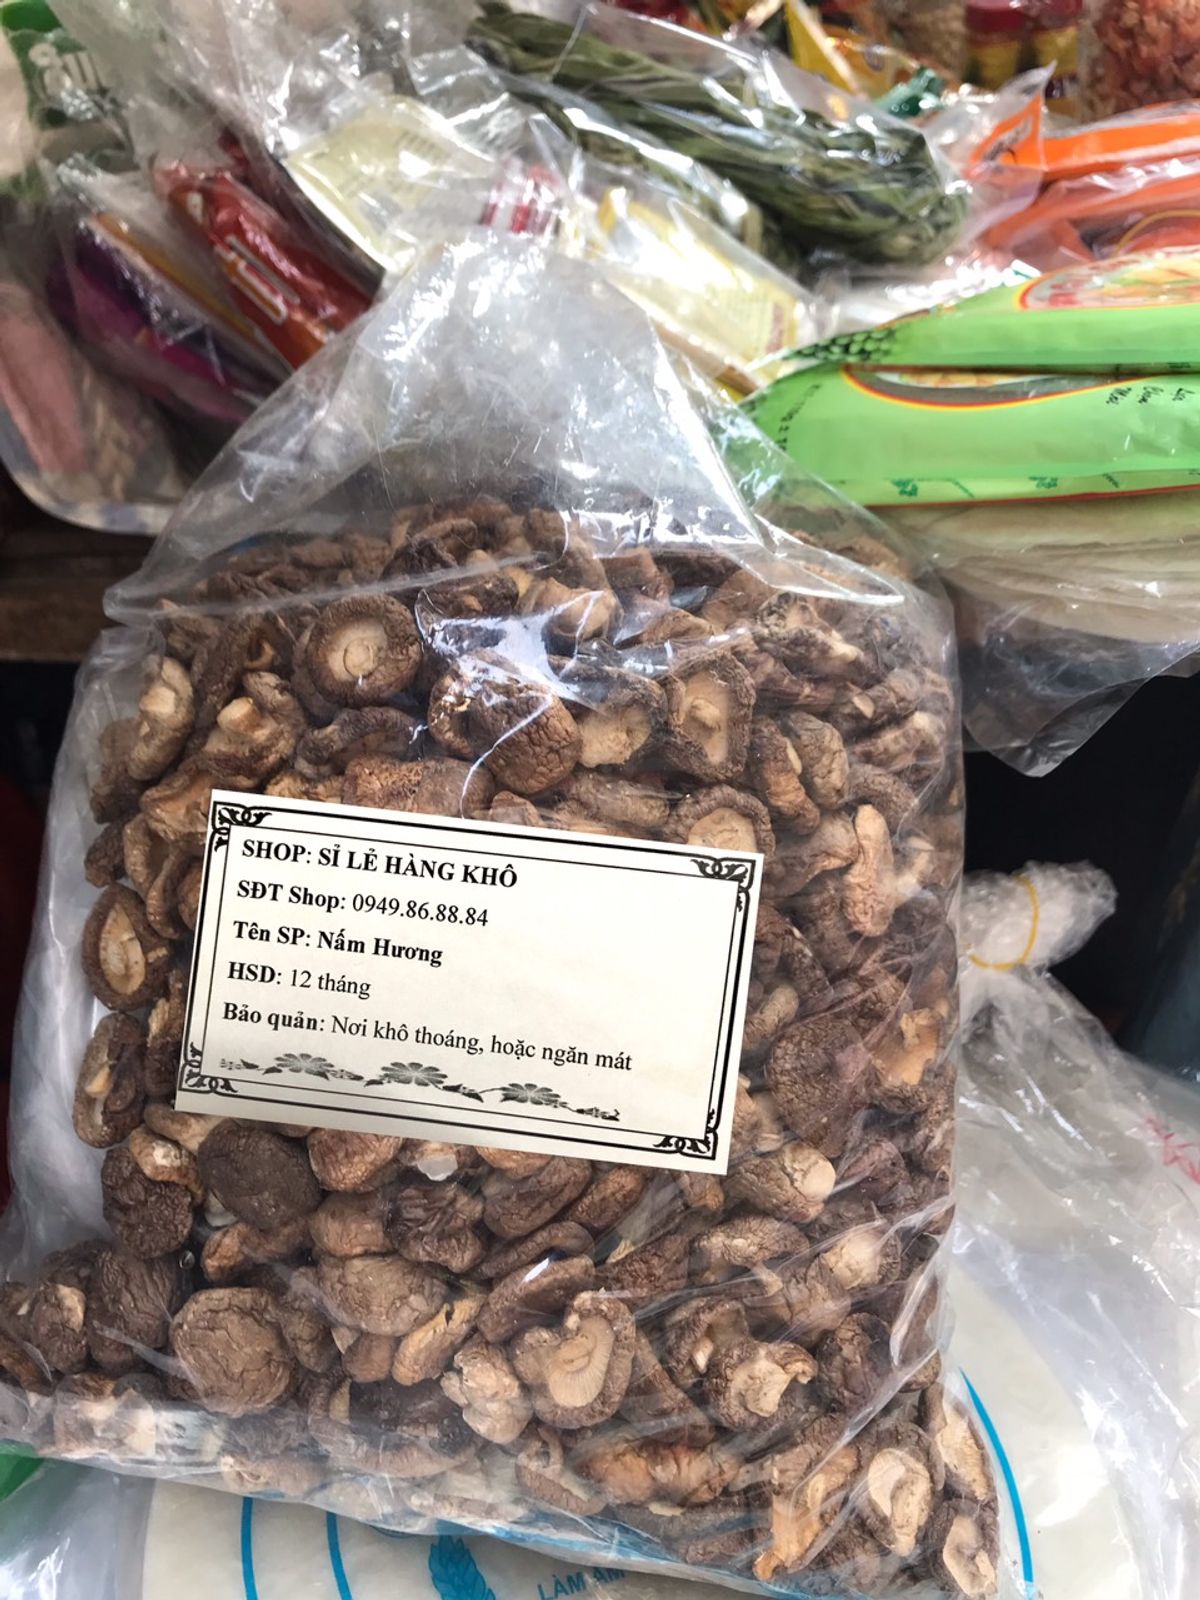 SHOP: SỈ LẺ HÀNG KHÔ
SĐT Shop: 0949.86.88.84
Tên SP: Nấm Hương
HSD: 12 tháng
Bảo quản: Nơi khô thoáng, hoặc ngăn mát
LÀM